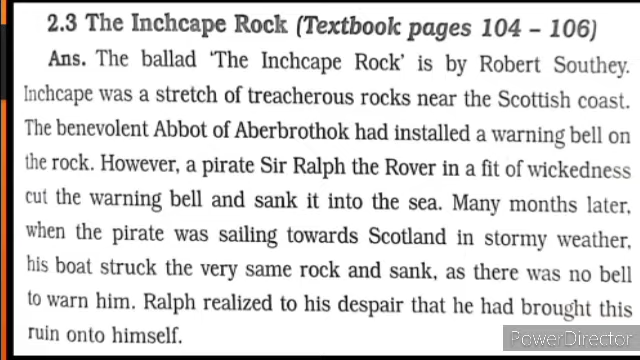 2.3 The Inchcape Rock (Textbook pages 104 – 106)
Ans. The ballad 'The Inchcape Rock' is by Robert Southey.
Inchcape was a stretch of treacherous rocks near the Scottish coast.
The benevolent Abbot of Aberbrothok had installed a warning bell on
the rock. However, a pirate Sir Ralph the Rover in a fit of wickedness
cut the warning bell and sank it into the sea. Many months later,
when the pirate was sailing towards Scotland in stormy weather,
his boat struck the very same rock and sank, as there was no bell
to warn him. Ralph realized to his despair that he had brought this
ruin onto himself.
PowerDirector